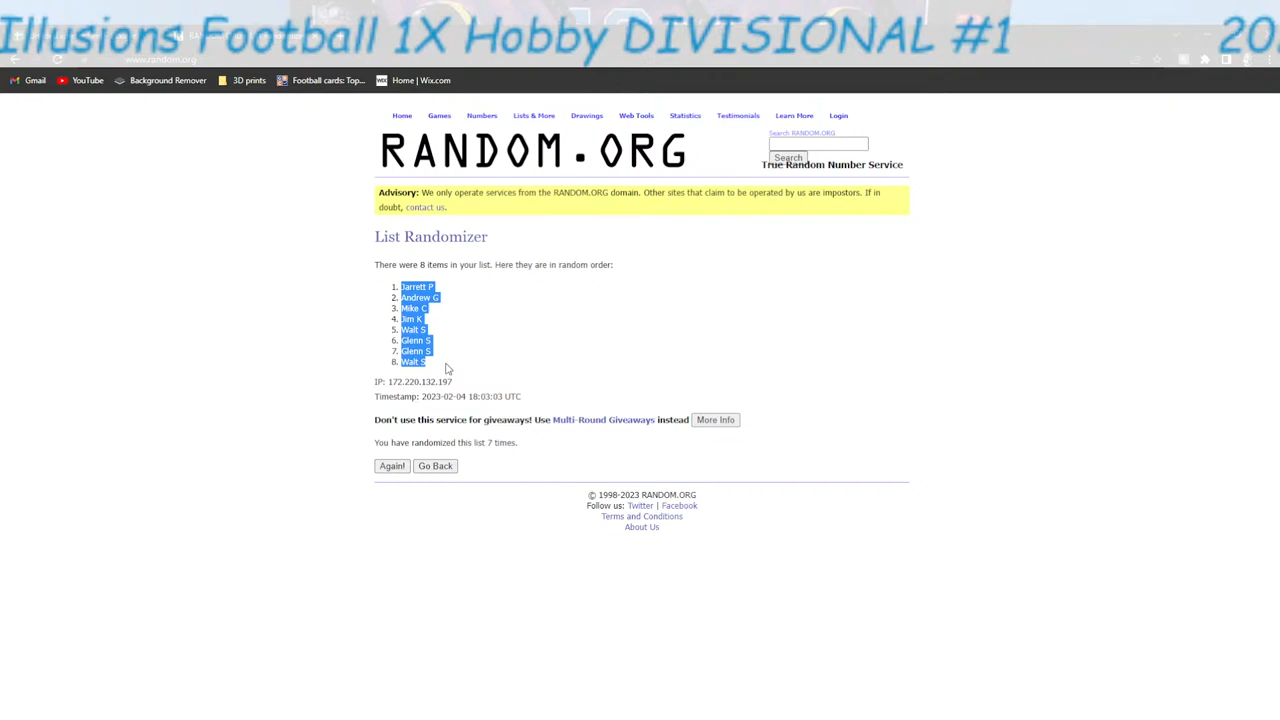 Illusions Football 1X Hobby DIVISIONAL #1 20
www.random.org
Gmail YouTube Background Remover 3D prints Football cards: Top... Home | Wix.com
Home Games Numbers Lists & More Drawings Web Tools Statistics Testimonials Learn More Login
Search RANDOM.ORG
RANDOM.ORG
Search
True Random Number Service
Advisory: We only operate services from the RANDOM.ORG domain. Other sites that claim to be operated by us are impostors. If in
doubt, contact us.
List Randomizer
There were 8 items in your list. Here they are in random order:
1. Jarrett P
2. Andrew G
3. Mike C
4. Jim K
5. Walt S
6. Glenn S
7. Glenn S
8. Walt S
IP: 172.220.132.197
Timestamp: 2023-02-04 18:03:03 UTC
Don't use this service for giveaways! Use Multi-Round Giveaways instead More Info
You have randomized this list 7 times.
Again! Go Back
© 1998-2023 RANDOM.ORG
Follow us: Twitter | Facebook
Terms and Conditions
About Us